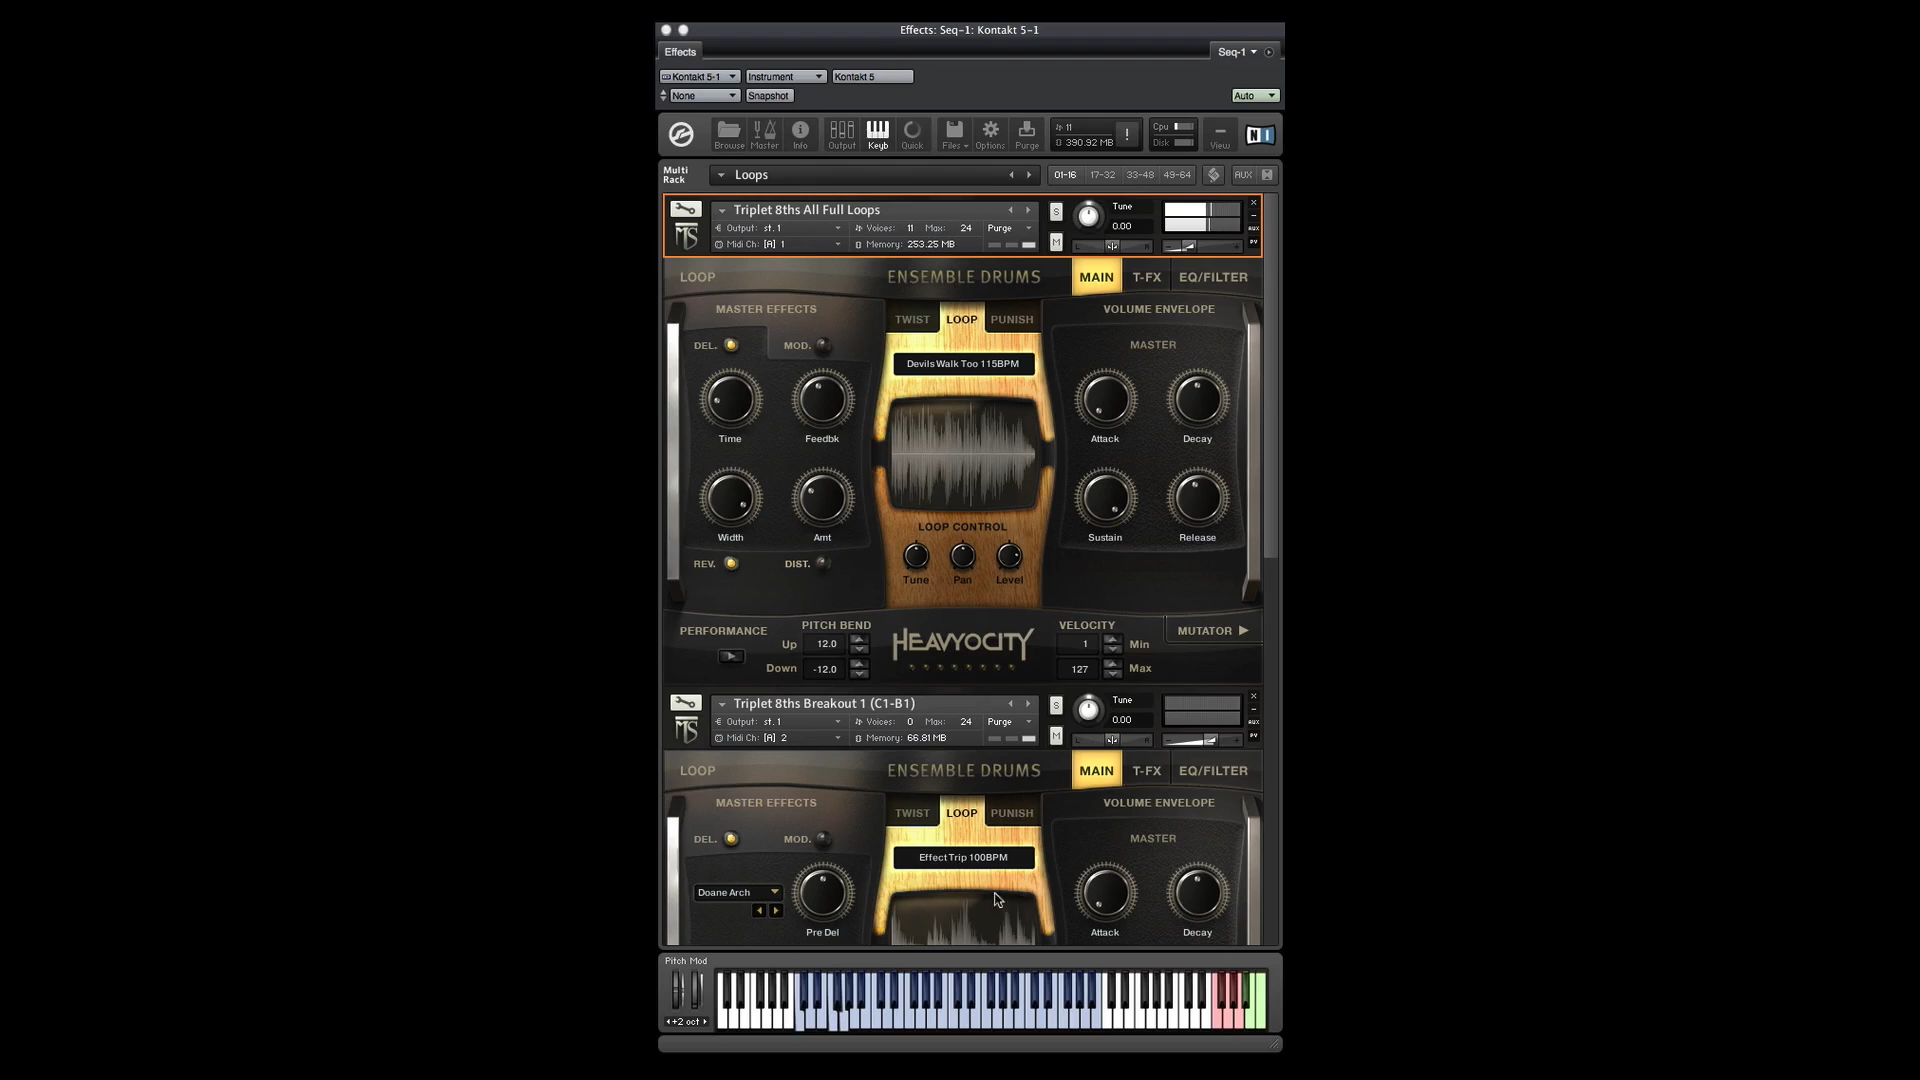 Effects: Seq-1: Kontakt 5-1
Effects
Seq-1
Kontakt 5-1 Instrument Kontakt 5
None Snapshot Auto
Browse Master Info Output Keyb Quick Files Options Purge
11
390.92 MB
!
Cpu
Disk
View
Multi Rack
Loops
01-16 17-32 33-48 49-64 AUX
Triplet 8ths All Full Loops
Output: st.1 Voices: 11 Max: 24 Purge
Midi Ch: [A] 1 Memory: 253.25 MB
S
M
Tune
0.00
L R
AUX
PV
LOOP ENSEMBLE DRUMS MAIN T-FX EQ/FILTER
MASTER EFFECTS TWIST LOOP PUNISH VOLUME ENVELOPE
DEL. MOD. MASTER
Devils Walk Too 115BPM
Time Feedbk Attack Decay
LOOP CONTROL
Width Amt Sustain Release
REV. DIST.
Tune Pan Level
PERFORMANCE PITCH BEND HEAVYOCITY VELOCITY MUTATOR
Up 12.0 1 Min
Down -12.0 127 Max
Triplet 8ths Breakout 1 (C1-B1)
Output: st.1 Voices: 0 Max: 24 Purge
Midi Ch: [A] 2 Memory: 66.81 MB
S
M
Tune
0.00
L R
AUX
PV
LOOP ENSEMBLE DRUMS MAIN T-FX EQ/FILTER
MASTER EFFECTS TWIST LOOP PUNISH VOLUME ENVELOPE
DEL. MOD. MASTER
Effect Trip 100BPM
Doane Arch
Pre Del Attack Decay
Pitch Mod
+2 oct